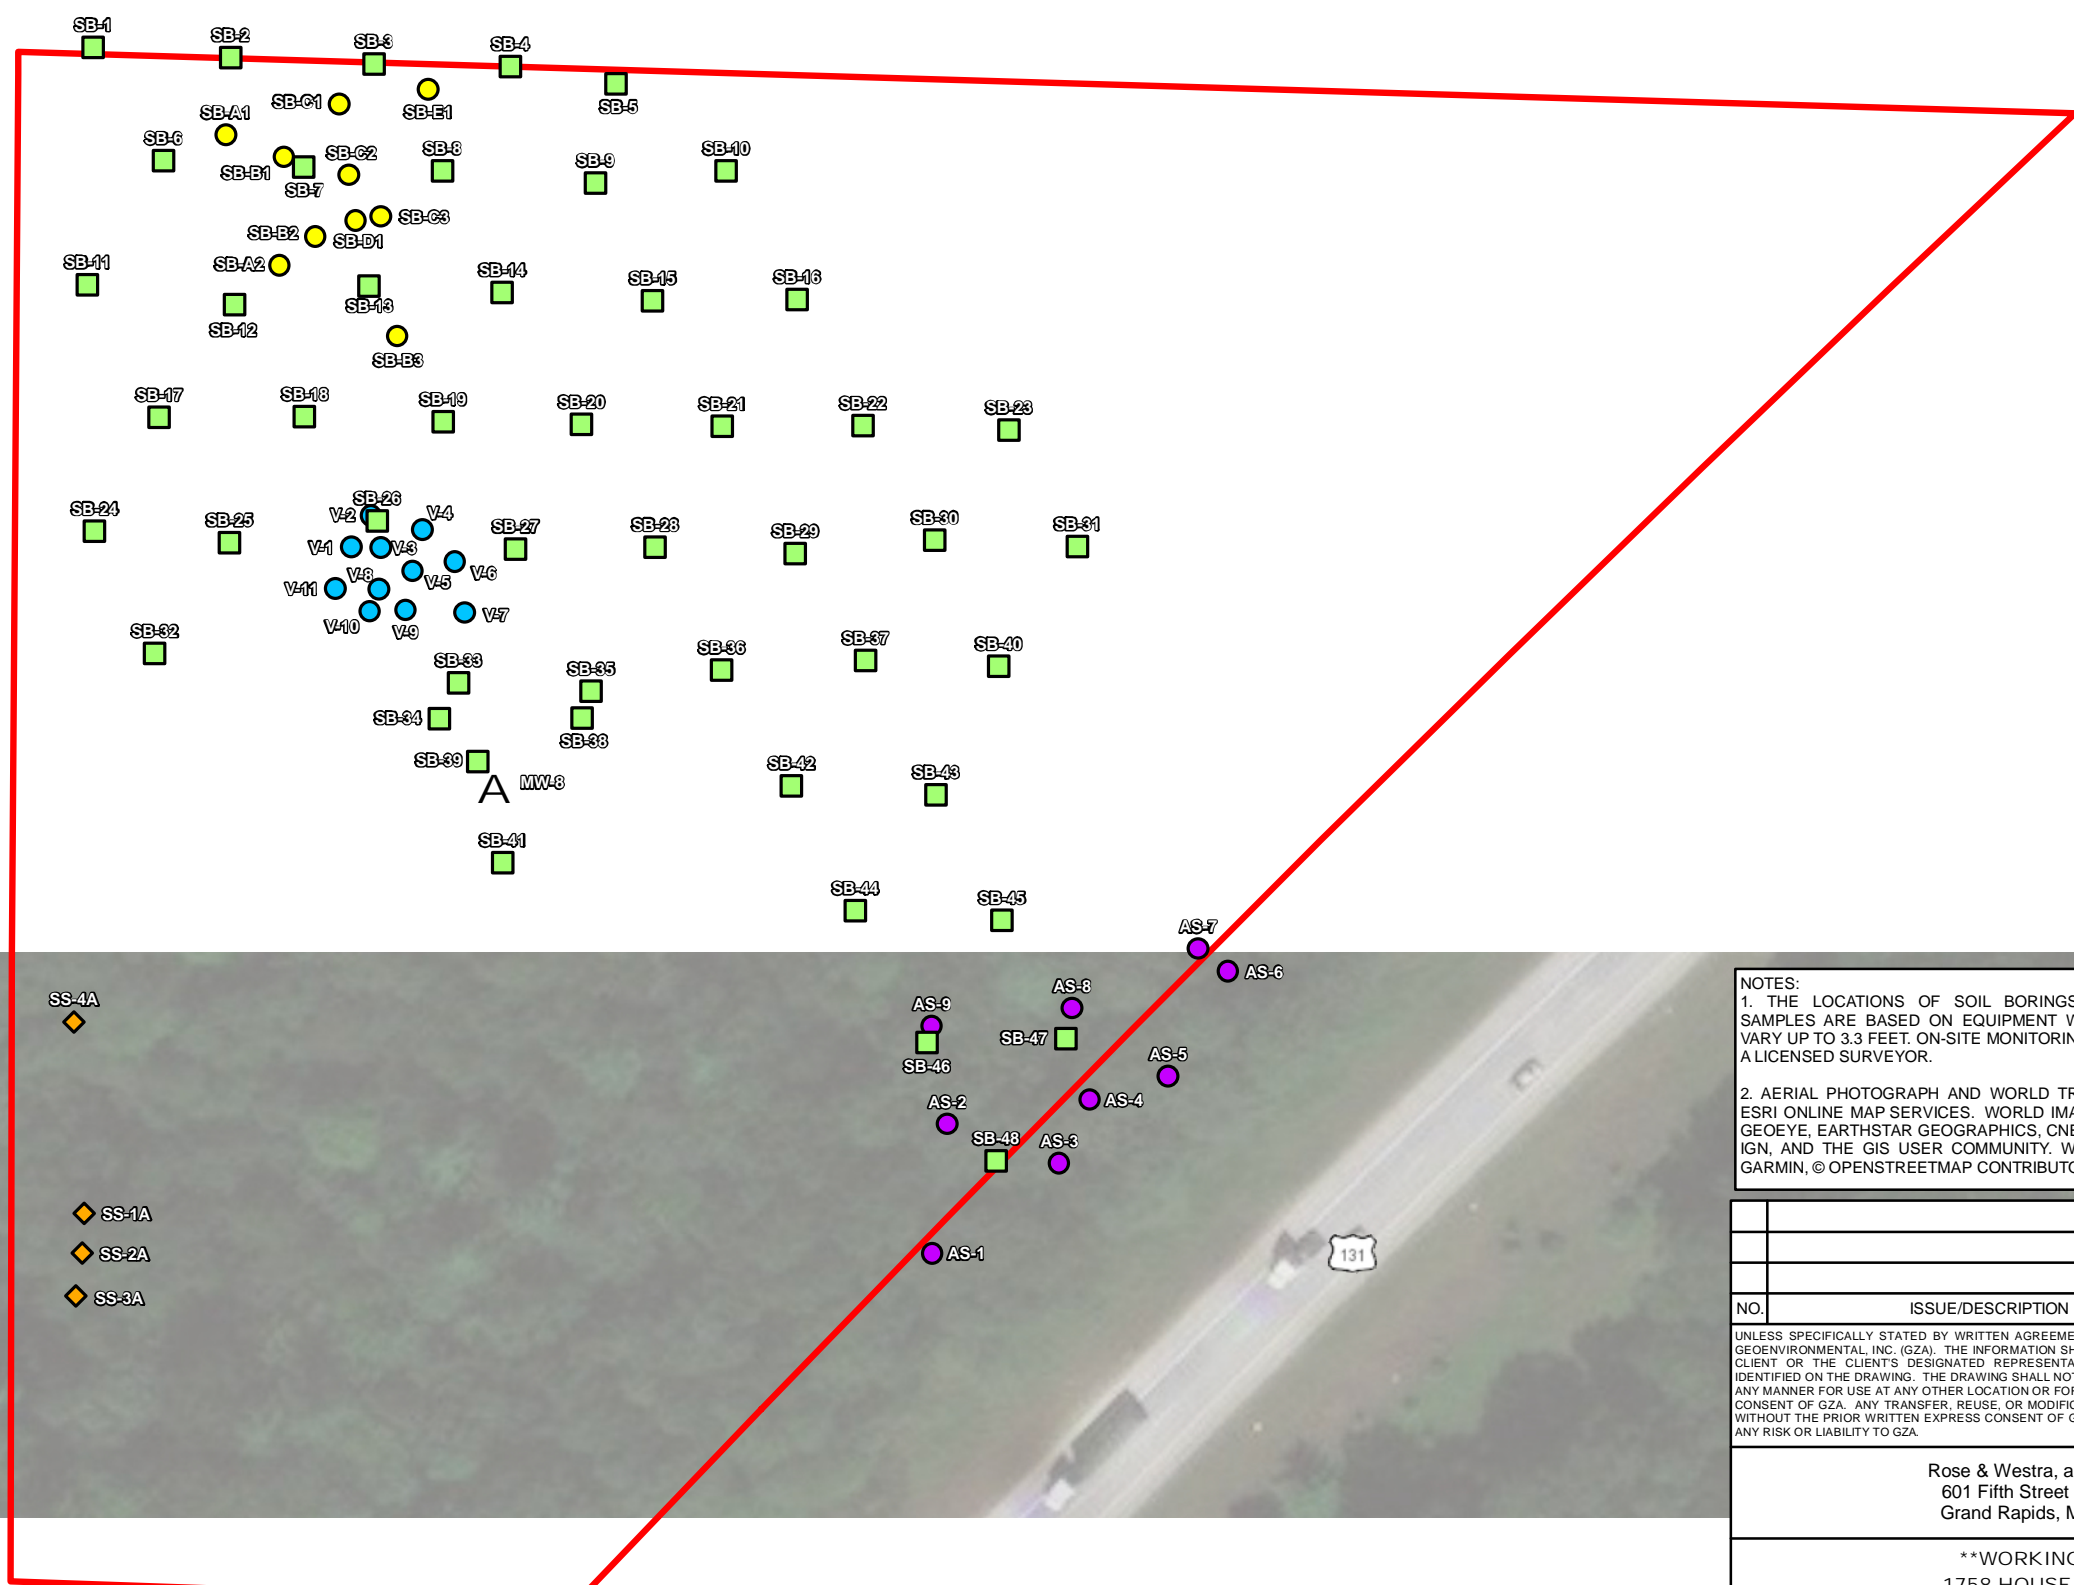 SB-1
SB-2
SB-3
SB-4
SB-5
SB-C1
SB-E1
SB-A1
SB-6
SB-B1
SB-7
SB-C2
SB-8
SB-9
SB-10
SB-C3
SB-B2
SB-D1
SB-A2
SB-11
SB-12
SB-13
SB-14
SB-15
SB-16
SB-B3
SB-17
SB-18
SB-19
SB-20
SB-21
SB-22
SB-23
SB-24
SB-25
SB-26
V-2
V-4
SB-27
SB-28
SB-29
SB-30
SB-31
V-1
V-3
V-6
V-8
V-5
V-11
V-10
V-9
V-7
SB-32
SB-33
SB-35
SB-36
SB-37
SB-40
SB-34
SB-38
SB-39
A
MW-8
SB-42
SB-43
SB-41
SB-44
SB-45
AS-7
AS-6
SS-4A
AS-9
AS-8
SB-47
SB-46
AS-5
AS-2
AS-4
SB-48
AS-3
SS-1A
SS-2A
AS-1
131
SS-3A
NOTES:
1. THE LOCATIONS OF SOIL BORINGS
SAMPLES ARE BASED ON EQUIPMENT W
VARY UP TO 3.3 FEET. ON-SITE MONITORIN
A LICENSED SURVEYOR.
2. AERIAL PHOTOGRAPH AND WORLD TR
ESRI ONLINE MAP SERVICES. WORLD IMA
GEOEYE, EARTHSTAR GEOGRAPHICS, CNE
IGN, AND THE GIS USER COMMUNITY. W
GARMIN, © OPENSTREETMAP CONTRIBUTO
NO. ISSUE/DESCRIPTION
UNLESS SPECIFICALLY STATED BY WRITTEN AGREEME
GEOENVIRONMENTAL, INC. (GZA). THE INFORMATION SH
CLIENT OR THE CLIENT'S DESIGNATED REPRESENTA
IDENTIFIED ON THE DRAWING. THE DRAWING SHALL NOT
ANY MANNER FOR USE AT ANY OTHER LOCATION OR FOR
CONSENT OF GZA. ANY TRANSFER, REUSE, OR MODIFIC
WITHOUT THE PRIOR WRITTEN EXPRESS CONSENT OF G
ANY RISK OR LIABILITY TO GZA.
Rose & Westra, a
601 Fifth Street
Grand Rapids, M
**WORKING
1758 HOUSE